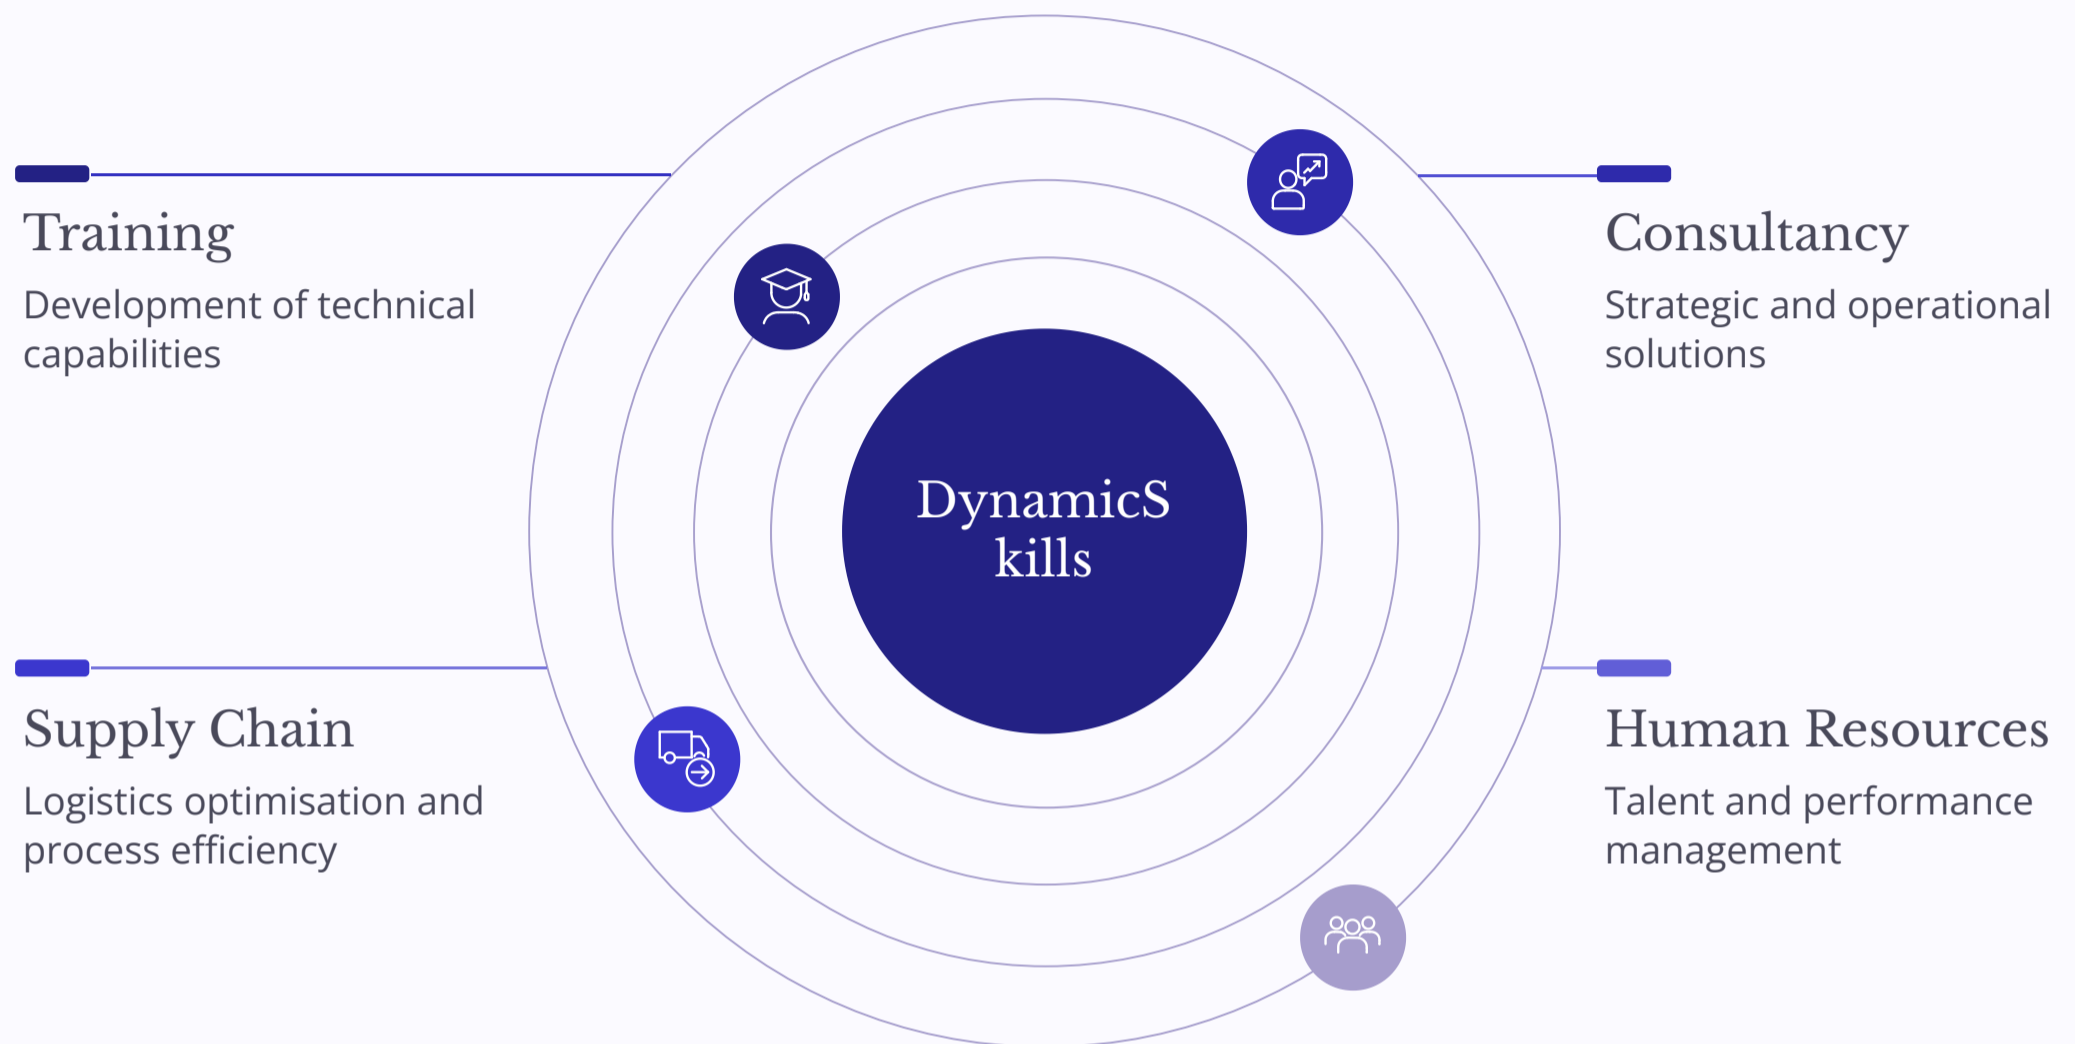 Training
Development of technical
capabilities
Consultancy
Strategic and operational
solutions
DynamicS
kills
Supply Chain
Logistics optimisation and
process efficiency
Human Resources
Talent and performance
management